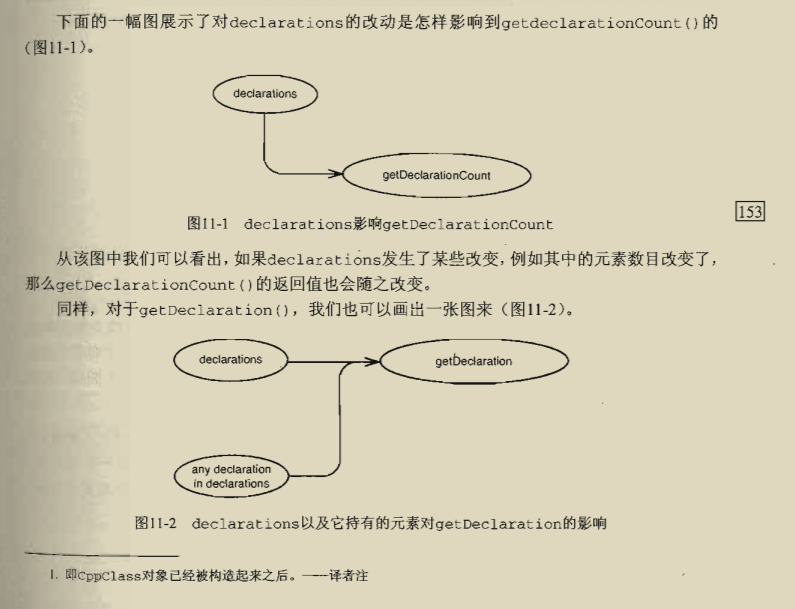 下面的一幅图展示了对declarations的改动是怎样影响到getdeclarationCount()的
(图11-1)。
declarations
getDeclarationCount
图11-1 declarations影响getDeclarationCount
153
从该图中我们可以看出，如果declarations发生了某些改变，例如其中的元素数目改变了，
那么getDeclarationCount()的返回值也会随之改变。
同样，对于getDeclaration()，我们也可以画出一张图来（图11-2）。
declarations
getDeclaration
any declaration
in declarations
图11-2 declarations以及它持有的元素对getDeclaration的影响
1. 即CppClass对象已经被构造起来之后。——译者注